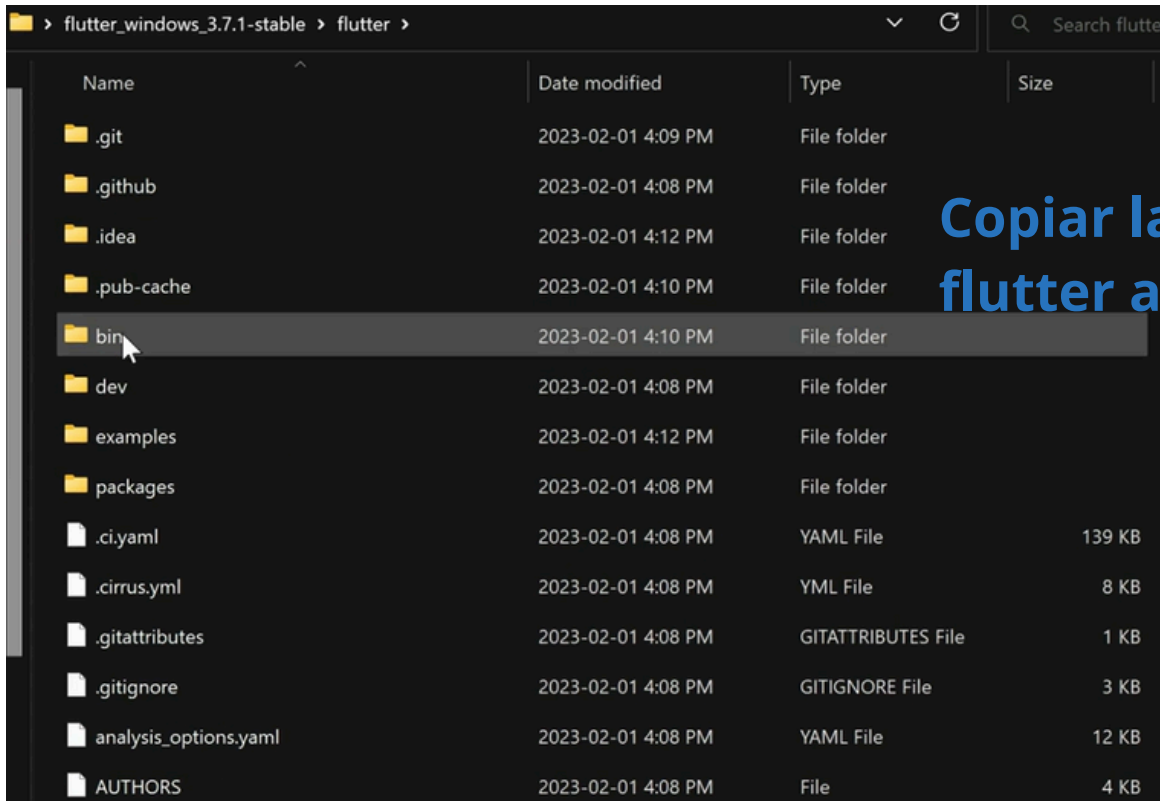 flutter_windows_3.7.1-stable > flutter >
Search flutte
Name Date modified Type Size
.git 2023-02-01 4:09 PM File folder
.github 2023-02-01 4:08 PM File folder
.idea 2023-02-01 4:12 PM File folder
.pub-cache 2023-02-01 4:10 PM File folder
bin 2023-02-01 4:10 PM File folder
dev 2023-02-01 4:08 PM File folder
examples 2023-02-01 4:12 PM File folder
packages 2023-02-01 4:08 PM File folder
.ci.yaml 2023-02-01 4:08 PM YAML File 139 KB
.cirrus.yml 2023-02-01 4:08 PM YML File 8 KB
.gitattributes 2023-02-01 4:08 PM GITATTRIBUTES File 1 KB
.gitignore 2023-02-01 4:08 PM GITIGNORE File 3 KB
analysis_options.yaml 2023-02-01 4:08 PM YAML File 12 KB
AUTHORS 2023-02-01 4:08 PM File 4 KB
Copiar la
flutter a